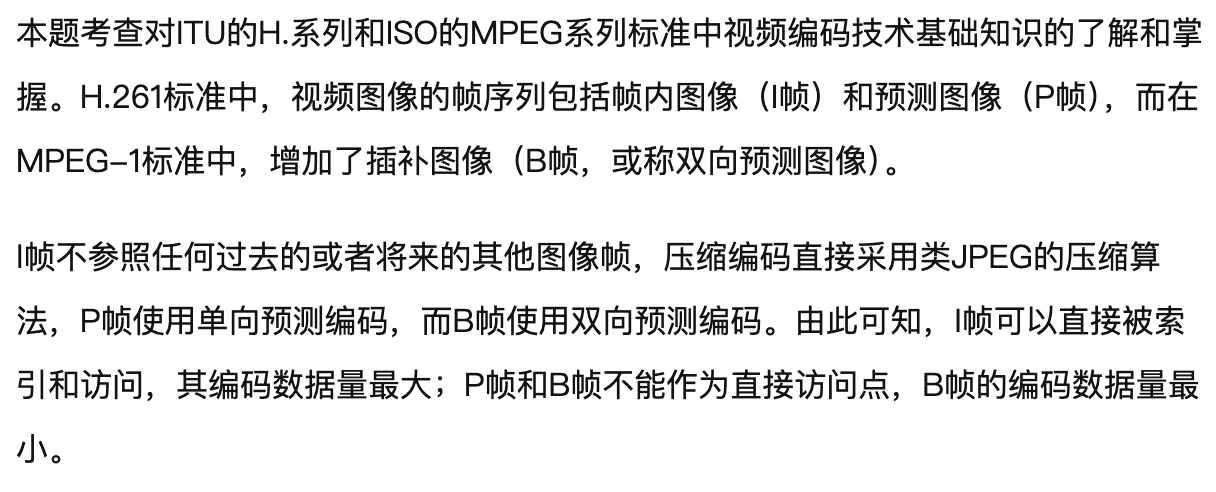 本题考查对ITU的H.系列和ISO的MPEG系列标准中视频编码技术基础知识的了解和掌
握。H.261标准中，视频图像的帧序列包括帧内图像（I帧）和预测图像（P帧），而在
MPEG–1标准中，增加了插补图像（B帧，或称双向预测图像）。
I帧不参照任何过去的或者将来的其他图像帧，压缩编码直接采用类JPEG的压缩算
法，P帧使用单向预测编码，而B帧使用双向预测编码。由此可知，I帧可以直接被索
引和访问，其编码数据量最大；P帧和B帧不能作为直接访问点，B帧的编码数据量最
小。